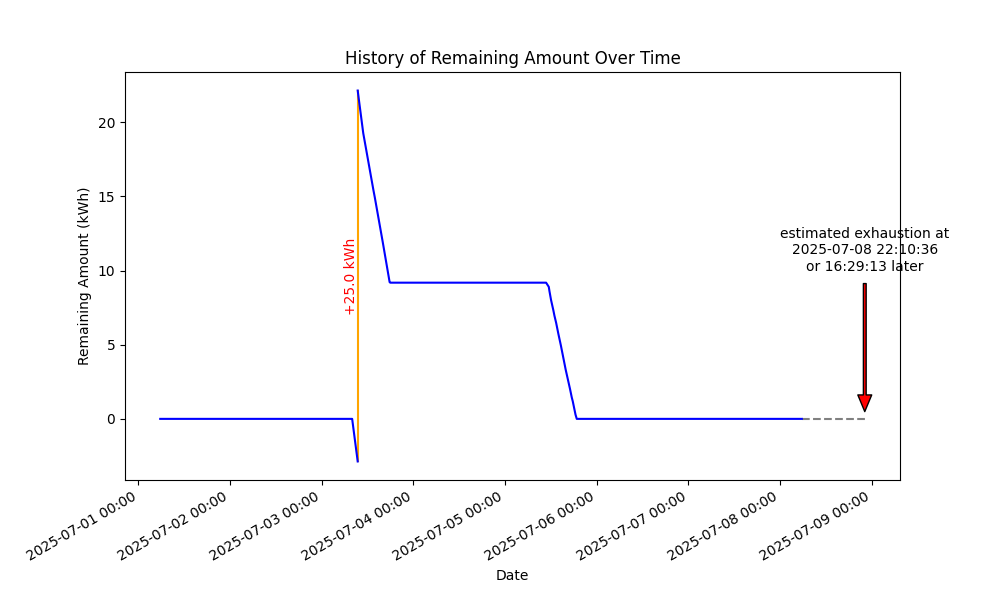 History of Remaining Amount Over Time
Remaining Amount (kWh)
20
15
10
5
0
+25.0 kWh
estimated exhaustion at
2025-07-08 22:10:36
or 16:29:13 later
2025-07-01 00:00
2025-07-02 00:00
2025-07-03 00:00
2025-07-04 00:00
2025-07-05 00:00
2025-07-06 00:00
2025-07-07 00:00
2025-07-08 00:00
2025-07-09 00:00
Date